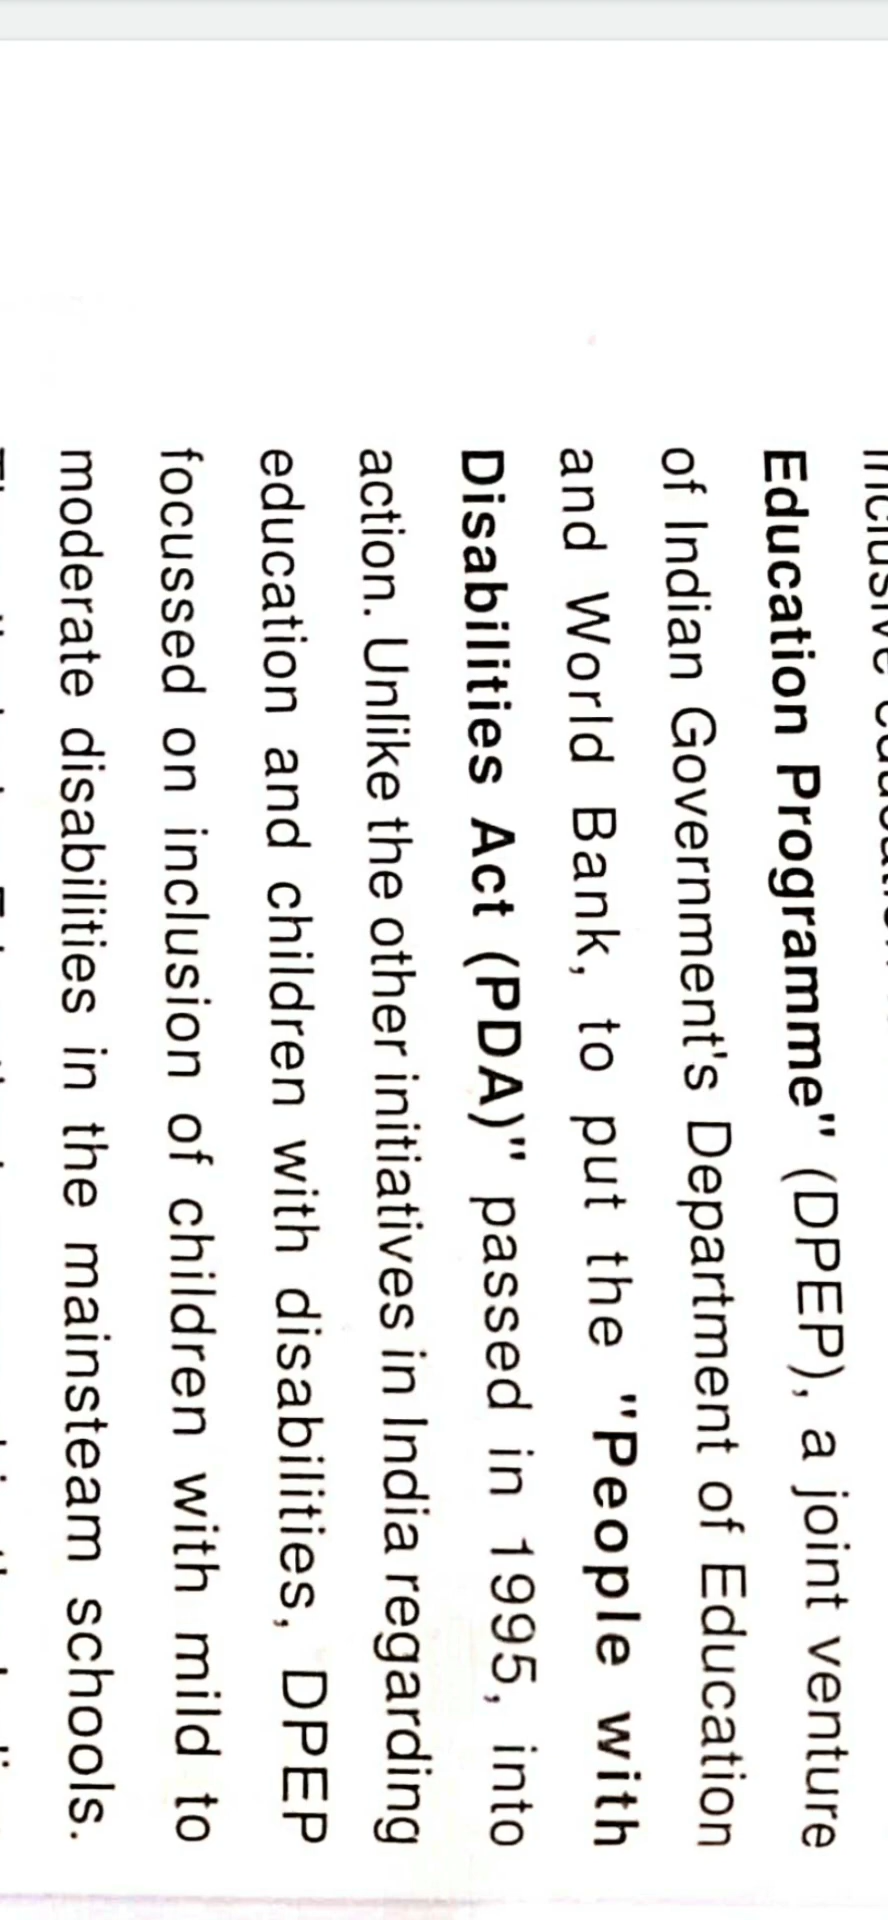 Education Programme" (DPEP), a joint venture
of Indian Government's Department of Education
and World Bank, to put the "People with
Disabilities Act (PDA)" passed in 1995, into
action. Unlike the other initiatives in India regarding
education and children with disabilities, DPEP
focussed on inclusion of children with mild to
moderate disabilities in the mainsteam schools.